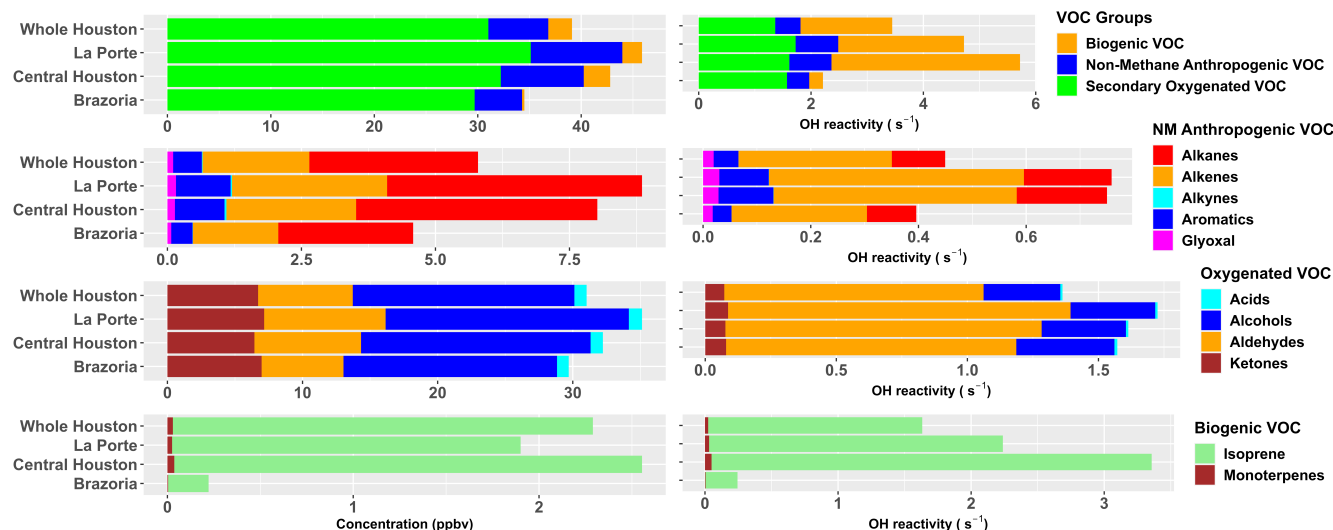 Whole Houston
La Porte
Central Houston
Brazoria
0 10 20 30 40
0 2 4 6
OH reactivity ( s⁻¹)
VOC Groups
Biogenic VOC
Non-Methane Anthropogenic VOC
Secondary Oxygenated VOC
Whole Houston
La Porte
Central Houston
Brazoria
0.0 2.5 5.0 7.5
0.0 0.2 0.4 0.6
OH reactivity ( s⁻¹)
NM Anthropogenic VOC
Alkanes
Alkenes
Alkynes
Aromatics
Glyoxal
Whole Houston
La Porte
Central Houston
Brazoria
0 10 20 30
0.0 0.5 1.0 1.5
OH reactivity ( s⁻¹)
Oxygenated VOC
Acids
Alcohols
Aldehydes
Ketones
Whole Houston
La Porte
Central Houston
Brazoria
0 1 2
Concentration (ppbv)
0 1 2 3
OH reactivity ( s⁻¹)
Biogenic VOC
Isoprene
Monoterpenes